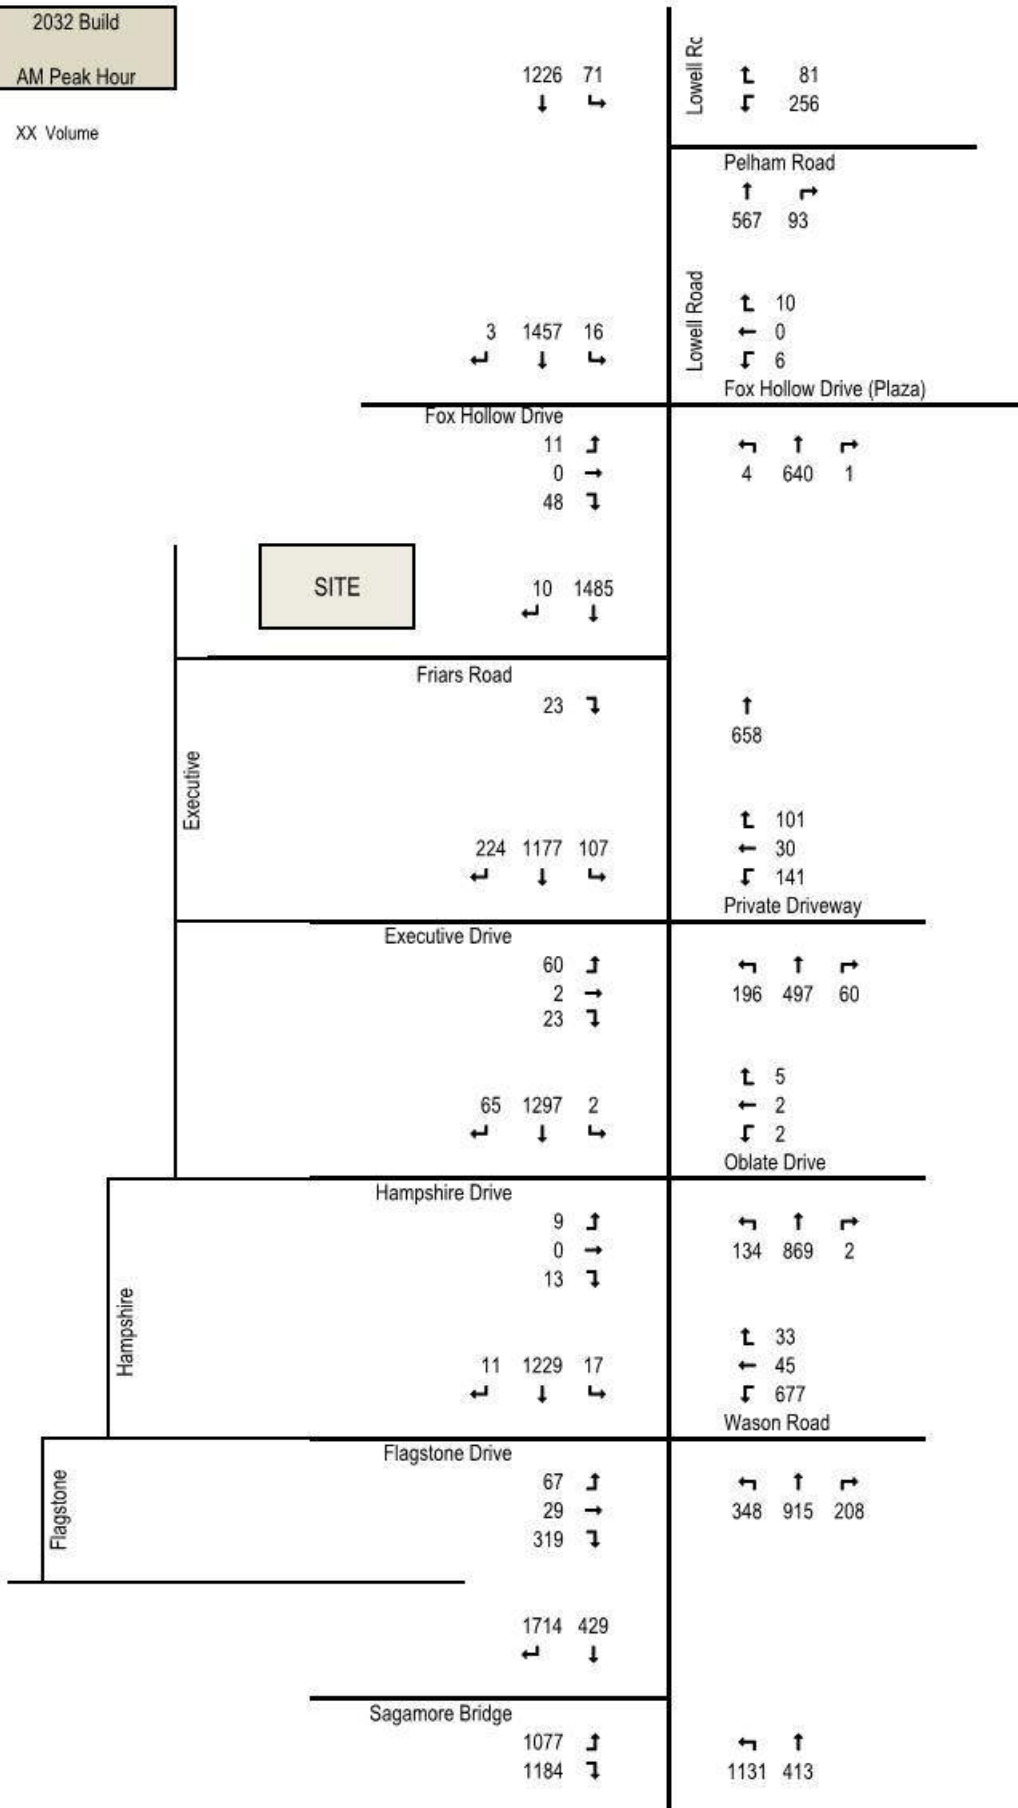 2032 Build
AM Peak Hour
XX Volume
1226 71
Lowell Rc
81
256
Pelham Road
567 93
Lowell Road
10
0
6
3 1457 16
Fox Hollow Drive (Plaza)
Fox Hollow Drive
11
0
48
4 640 1
SITE
10 1485
Friars Road
23
658
Executive
101
30
141
224 1177 107
Private Driveway
Executive Drive
60
2
23
196 497 60
5
2
2
65 1297 2
Oblate Drive
Hampshire Drive
9
0
13
134 869 2
Hampshire
33
45
677
11 1229 17
Wason Road
Flagstone Drive
67
29
319
348 915 208
Flagstone
1714 429
Sagamore Bridge
1077
1184
1131 413